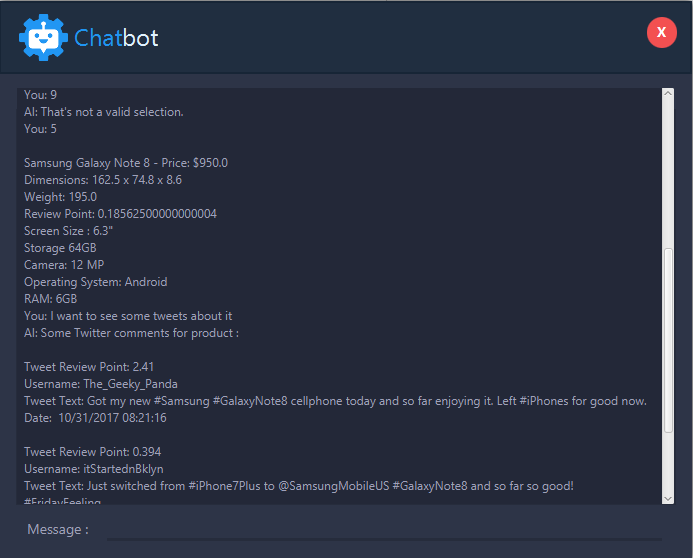 Chatbot
X
You: 9
AI: That's not a valid selection.
You: 5
Samsung Galaxy Note 8 - Price: $950.0
Dimensions: 162.5 x 74.8 x 8.6
Weight: 195.0
Review Point: 0.18562500000000004
Screen Size : 6.3"
Storage 64GB
Camera: 12 MP
Operating System: Android
RAM: 6GB
You: I want to see some tweets about it
AI: Some Twitter comments for product :
Tweet Review Point: 2.41
Username: The_Geeky_Panda
Tweet Text: Got my new #Samsung #GalaxyNote8 cellphone today and so far enjoying it. Left #iPhones for good now.
Date:  10/31/2017 08:21:16
Tweet Review Point: 0.394
Username: itStartednBklyn
Tweet Text: Just switched from #iPhone7Plus to @SamsungMobileUS #GalaxyNote8 and so far so good!
#FridayFeeling
Message :